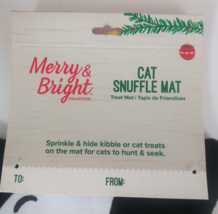 Merry &
Bright
COLLECTION
CAT
SNUFFLE MAT
Treat Mat | Tapis de Friandises
Sprinkle & hide kibble or cat treats
on the mat for cats to hunt & seek.
TO: FROM: